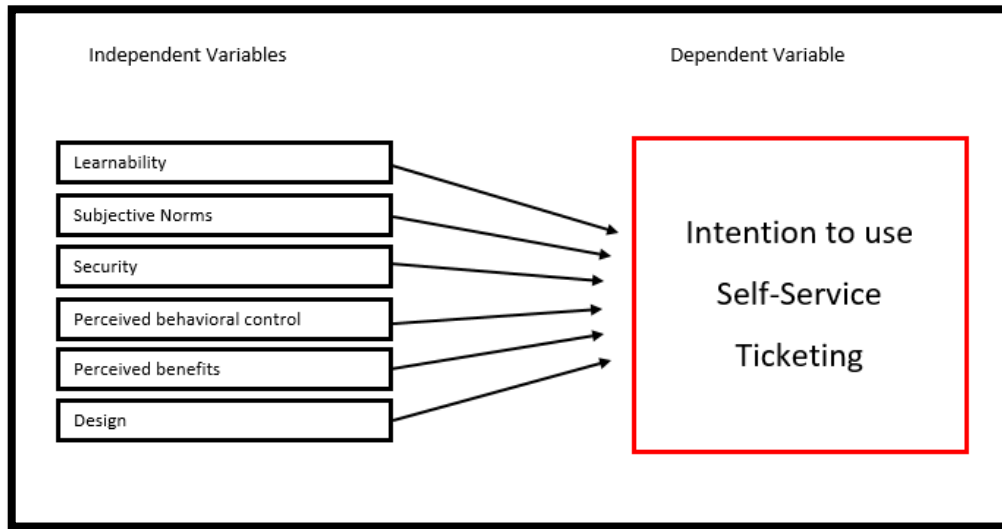 Independent Variables
Dependent Variable
Learnability
Subjective Norms
Security
Perceived behavioral control
Perceived benefits
Design
Intention to use
Self-Service
Ticketing